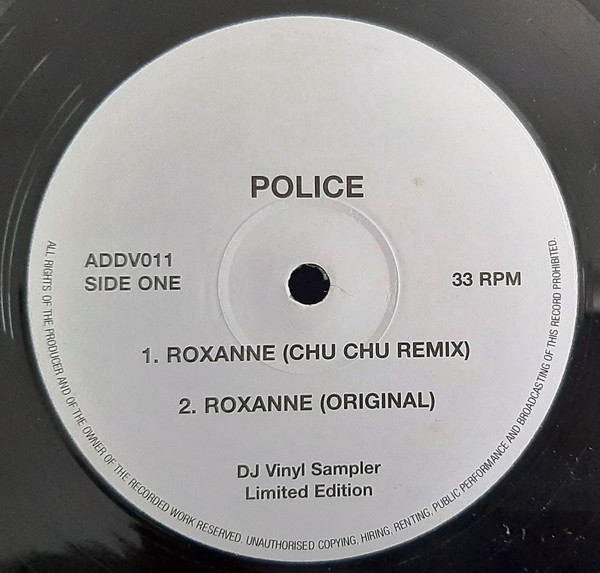 POLICE
ADDV011
SIDE ONE
33 RPM
1. ROXANNE (CHU CHU REMIX)
2. ROXANNE (ORIGINAL)
DJ Vinyl Sampler
Limited Edition
ALL RIGHTS OF THE PRODUCER AND OF THE OWNER OF THE RECORDED WORK RESERVED. UNAUTHORISED COPYING, HIRING, RENTING, PUBLIC PERFORMANCE AND BROADCASTING OF THIS RECORD PROHIBITED.